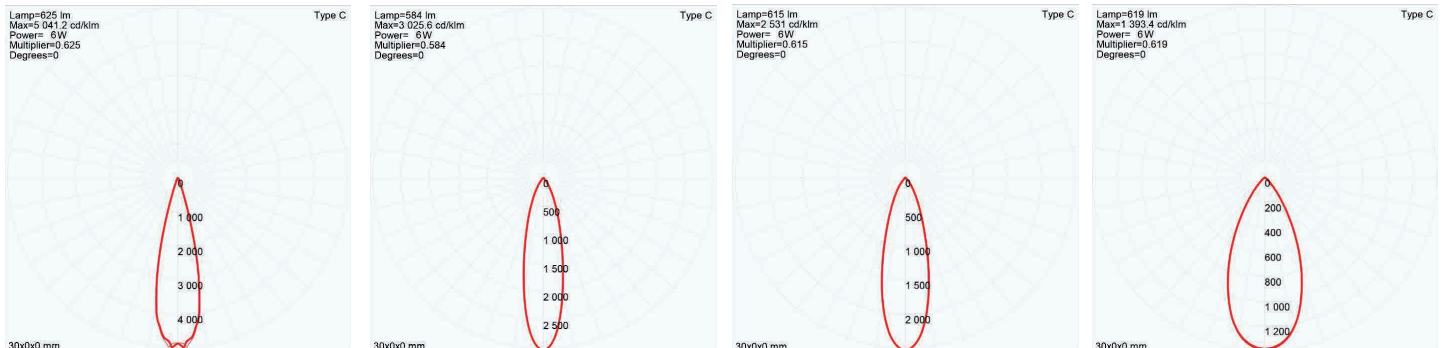 Lamp=625 lm
Max=5 041.2 cd/klm
Power= 6W
Multiplier=0.625
Degrees=0
Type C
0
1 000
2 000
3 000
4 000
30x0x0 mm
Lamp=584 lm
Max=3 025.6 cd/klm
Power= 6W
Multiplier=0.584
Degrees=0
Type C
0
500
1 000
1 500
2 000
2 500
30x0x0 mm
Lamp=615 lm
Max=2 531 cd/klm
Power= 6W
Multiplier=0.615
Degrees=0
Type C
0
500
1 000
1 500
2 000
30x0x0 mm
Lamp=619 lm
Max=1 393.4 cd/klm
Power= 6W
Multiplier=0.619
Degrees=0
Type C
0
200
400
600
800
1 000
1 200
30x0x0 mm